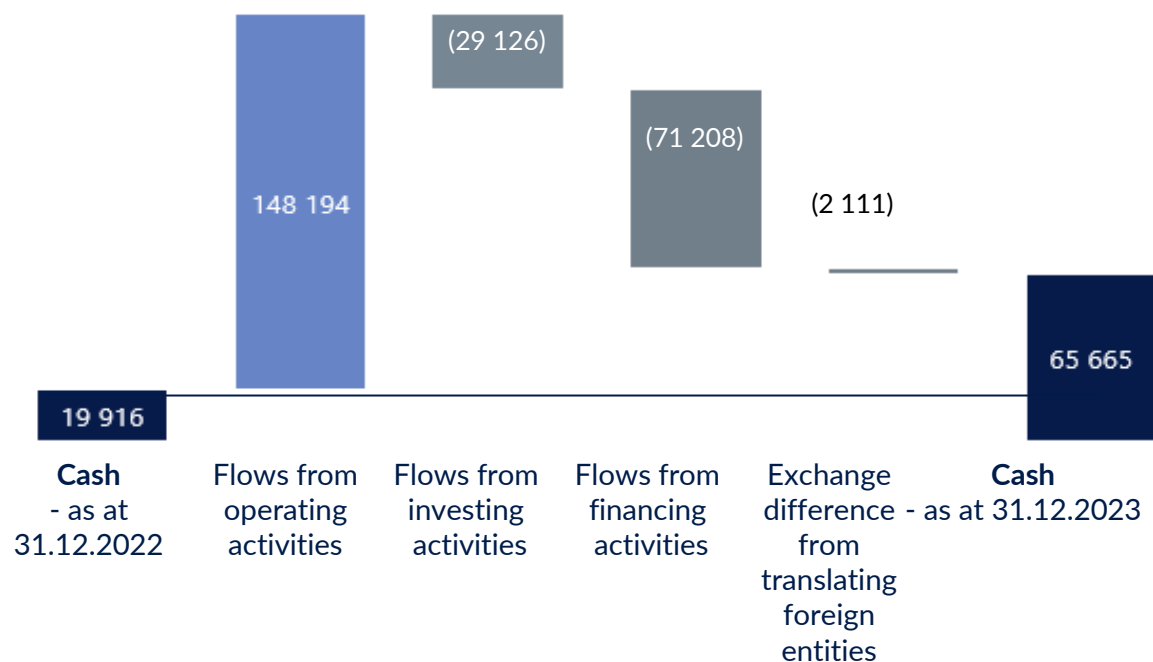 (29 126)
(71 208)
148 194
(2 111)
65 665
19 916
Cash
- as at
31.12.2022
Flows from
operating
activities
Flows from
investing
activities
Flows from
financing
activities
Exchange
difference
from
translating
foreign
entities
Cash
- as at 31.12.2023